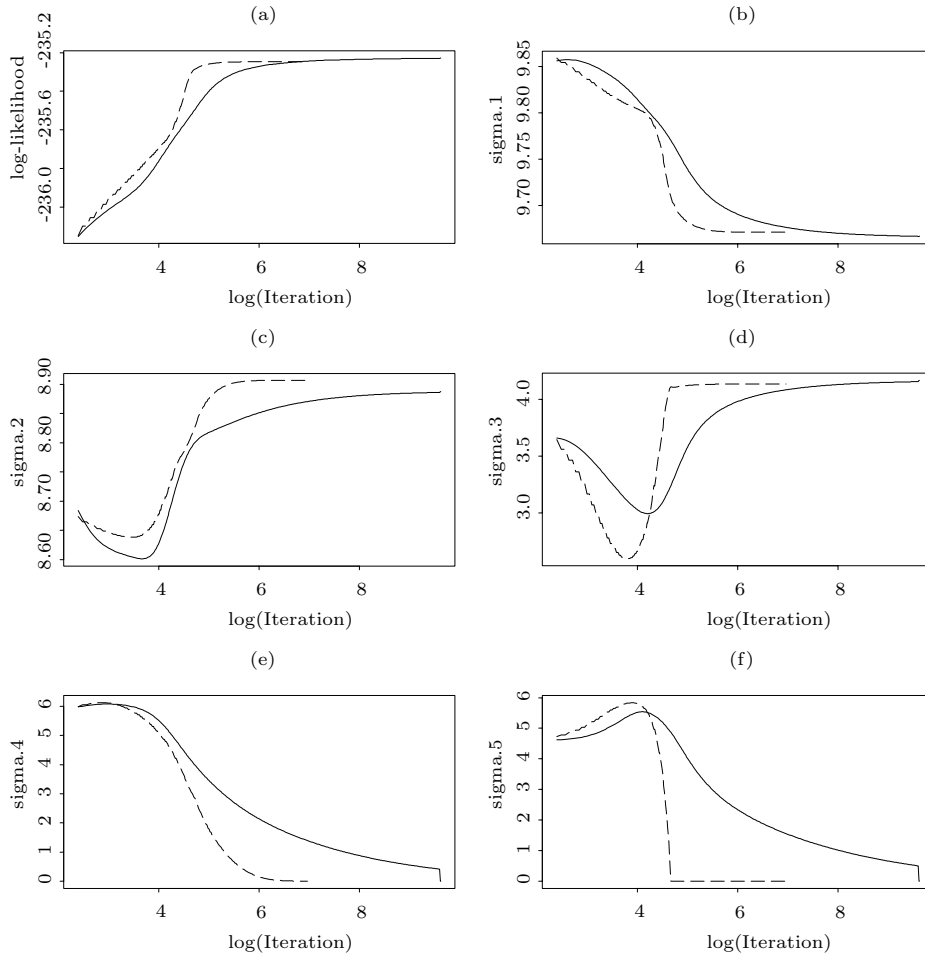 (a)
log-likelihood
-236.0 -235.6 -235.2
4 6 8
log(Iteration)
(b)
sigma.1
9.70 9.75 9.80 9.85
4 6 8
log(Iteration)
(c)
sigma.2
8.60 8.70 8.80 8.90
4 6 8
log(Iteration)
(d)
sigma.3
3.0 3.5 4.0
4 6 8
log(Iteration)
(e)
sigma.4
0 1 2 3 4 5 6
4 6 8
log(Iteration)
(f)
sigma.5
0 1 2 3 4 5 6
4 6 8
log(Iteration)